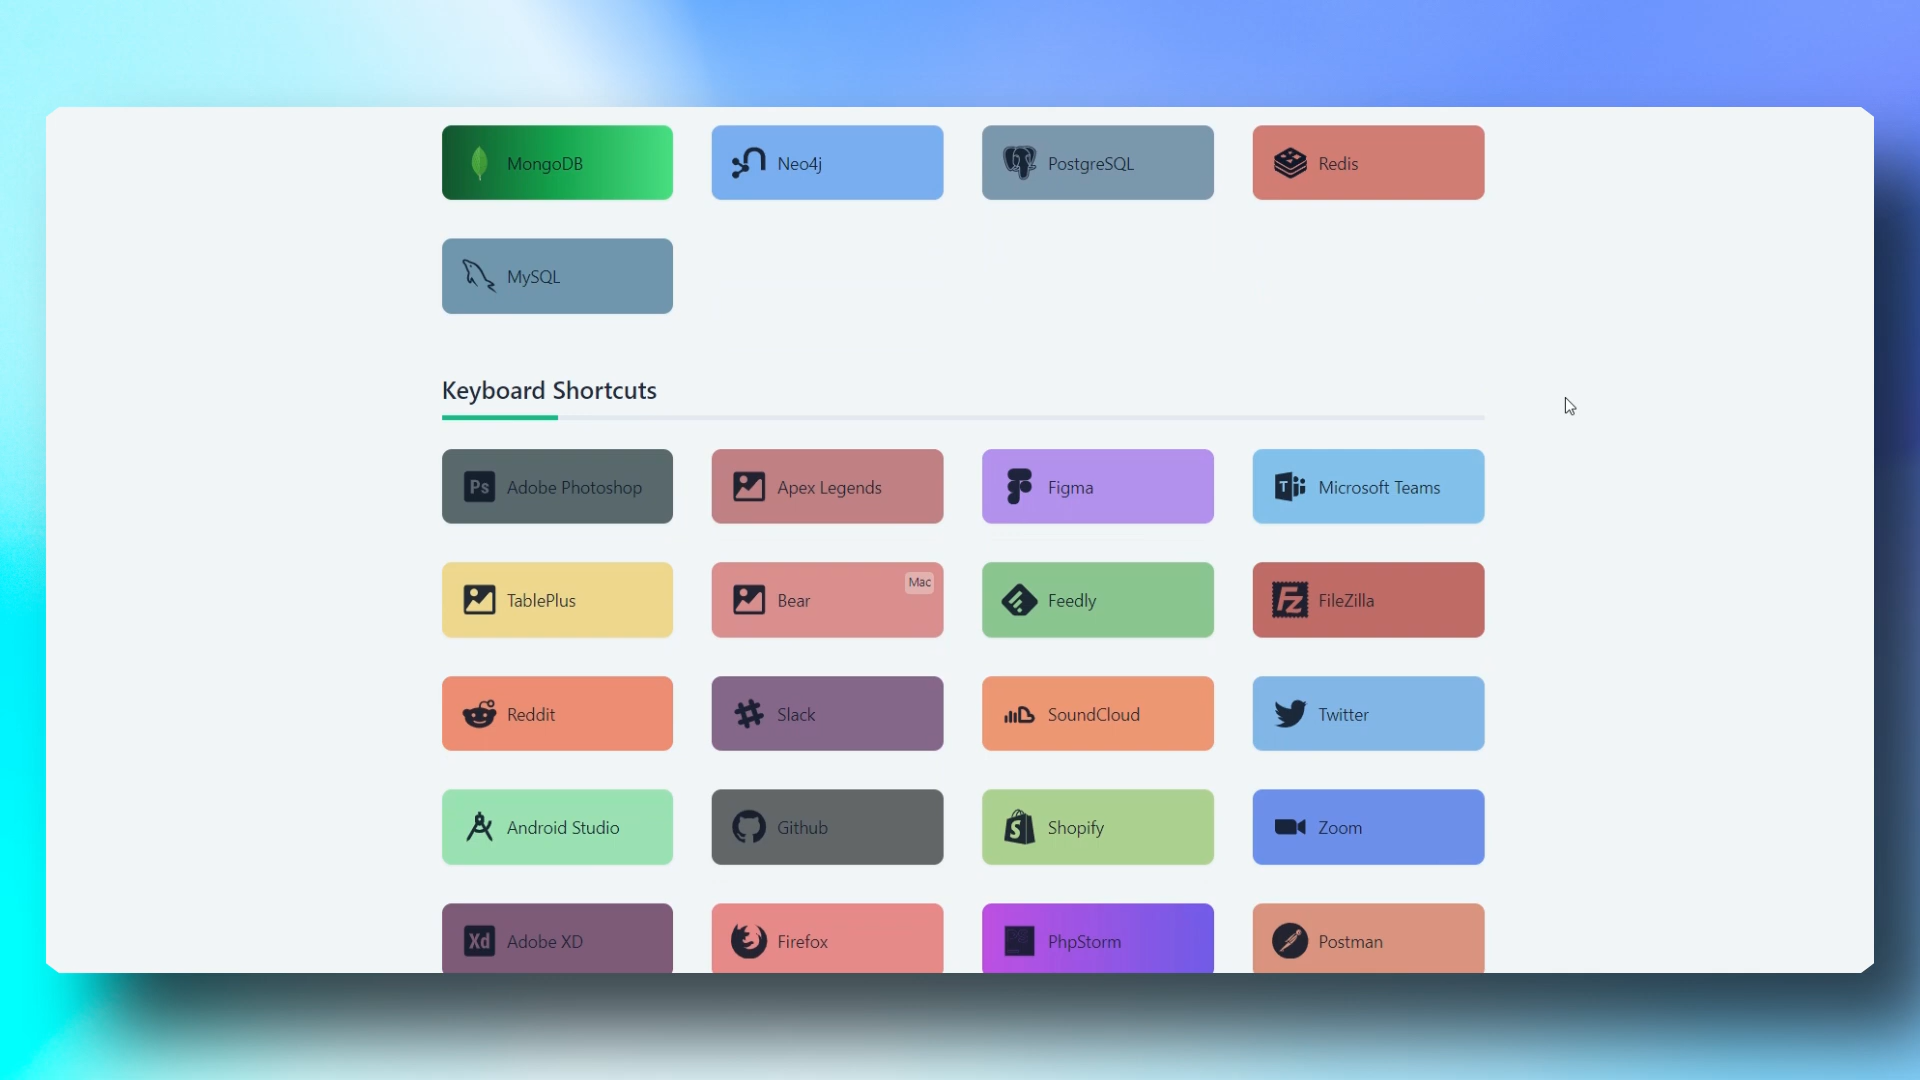 MongoDB
Neo4j
PostgreSQL
Redis
MySQL
Keyboard Shortcuts
Ps
Adobe Photoshop
Apex Legends
Figma
T
Microsoft Teams
TablePlus
Bear
Mac
Feedly
Fz
FileZilla
Reddit
Slack
SoundCloud
Twitter
Android Studio
Github
S
Shopify
Zoom
Xd
Adobe XD
Firefox
PhpStorm
Postman